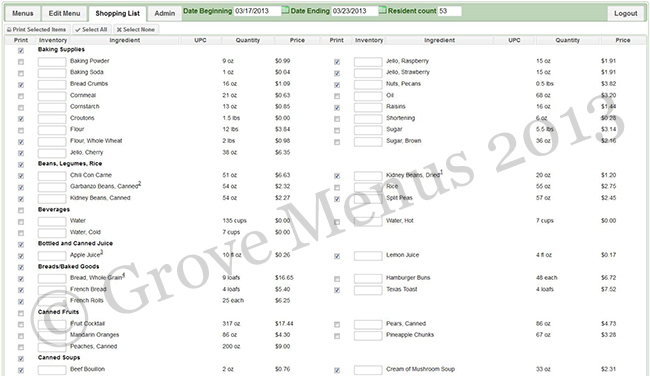 Menus Edit Menu Shopping List Admin Date Beginning 03/17/2013 Date Ending 03/23/2013 Resident count 53 Logout
Print Selected Items Select All Select None
Print Inventory Ingredient UPC Quantity Price Print Inventory Ingredient UPC Quantity Price
Baking Supplies
Baking Powder 9 oz $0.99 Jello, Raspberry 15 oz $1.91
Baking Soda 1 oz $0.04 Jello, Strawberry 15 oz $1.91
Bread Crumbs 16 oz $1.09 Nuts, Pecans 0.5 lbs $3.82
Cornmeal 21 oz $0.63 Oil 68 oz $3.20
Cornstarch 13 oz $0.85 Raisins 16 oz $1.44
Croutons 1.5 lbs $0.00 Shortening 6 oz $0.28
Flour 12 lbs $3.84 Sugar 5.5 lbs $3.14
Flour, Whole Wheat 2 lbs $0.98 Sugar, Brown 36 oz $2.16
Jello, Cherry 38 oz $6.35
Beans, Legumes, Rice
Chili Con Carne 51 oz $6.63 Kidney Beans, Dried1 20 oz $1.20
Garbanzo Beans, Canned2 54 oz $2.32 Rice 55 oz $2.75
Kidney Beans, Canned 54 oz $2.27 Split Peas 57 oz $2.45
Beverages
Water 135 cups $0.00 Water, Hot 7 cups $0.00
Water, Cold 7 cups $0.00
Bottled and Canned Juice
Apple Juice3 10 fl oz $0.26 Lemon Juice 4 fl oz $0.17
Breads/Baked Goods
Bread, Whole Grain4 9 loafs $16.65 Hamburger Buns 48 each $6.72
French Bread 4 loafs $5.40 Texas Toast 4 loafs $7.52
French Rolls 25 each $6.25
Canned Fruits
Fruit Cocktail 317 oz $17.44 Pears, Canned 86 oz $4.73
Mandarin Oranges 86 oz $4.30 Pineapple Chunks 67 oz $3.28
Peaches, Canned 200 oz $9.00
Canned Soups
Beef Bouillon 2 oz $0.76 Cream of Mushroom Soup 33 oz $2.31
© Grove Menus 2013